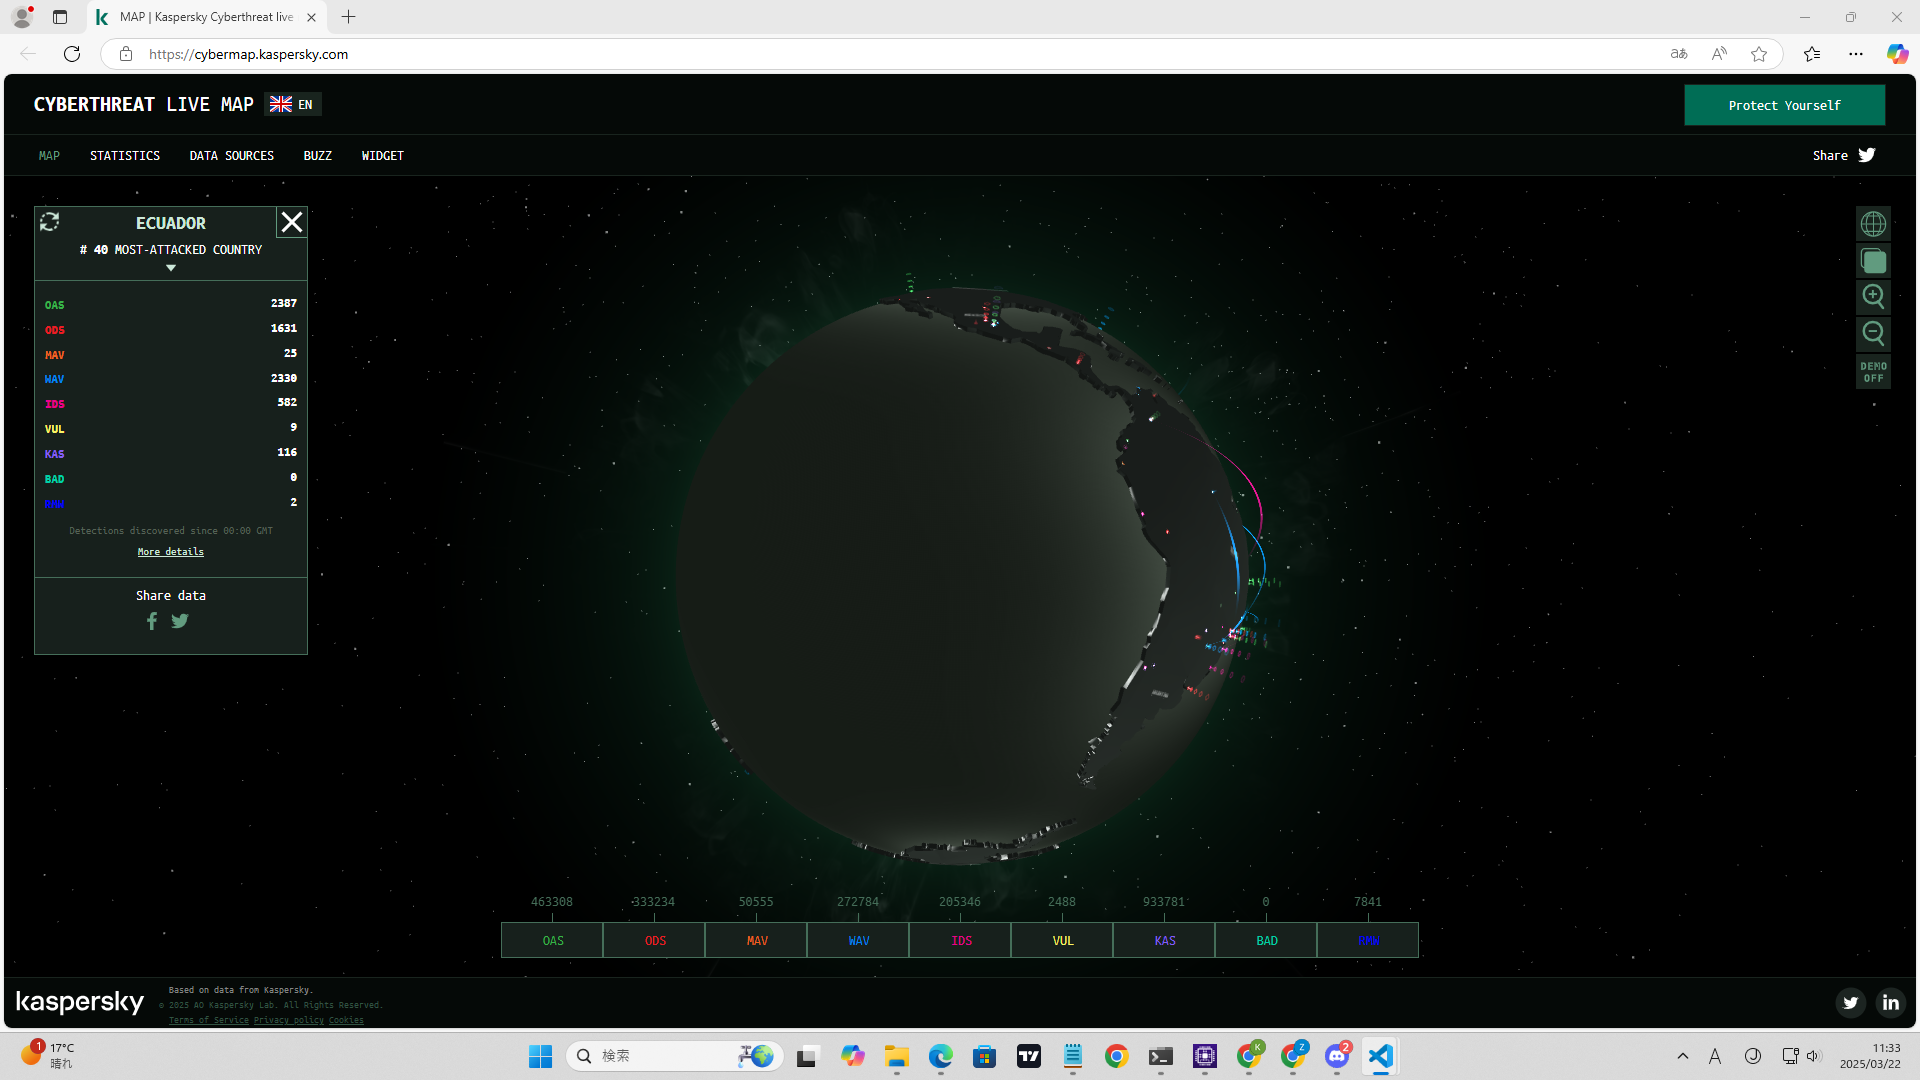 MAP | Kaspersky Cyberthreat live
https://cybermap.kaspersky.com
CYBERTHREAT LIVE MAP EN
Protect Yourself
MAP STATISTICS DATA SOURCES BUZZ WIDGET
Share
ECUADOR
# 40 MOST-ATTACKED COUNTRY
OAS 2387
ODS 1631
MAV 25
WAV 2330
IDS 582
VUL 9
KAS 116
BAD 0
RMW 2
Detections discovered since 00:00 GMT
More details
Share data
DEMO
OFF
463308 333234 50555 272784 205346 2488 933781 0 7841
OAS ODS MAV WAV IDS VUL KAS BAD RMW
kaspersky
Based on data from Kaspersky.
© 2025 AO Kaspersky Lab. All Rights Reserved.
Terms of Service Privacy policy Cookies
1
17°C
晴れ
検索
K
Z
2
A
11:33
2025/03/22